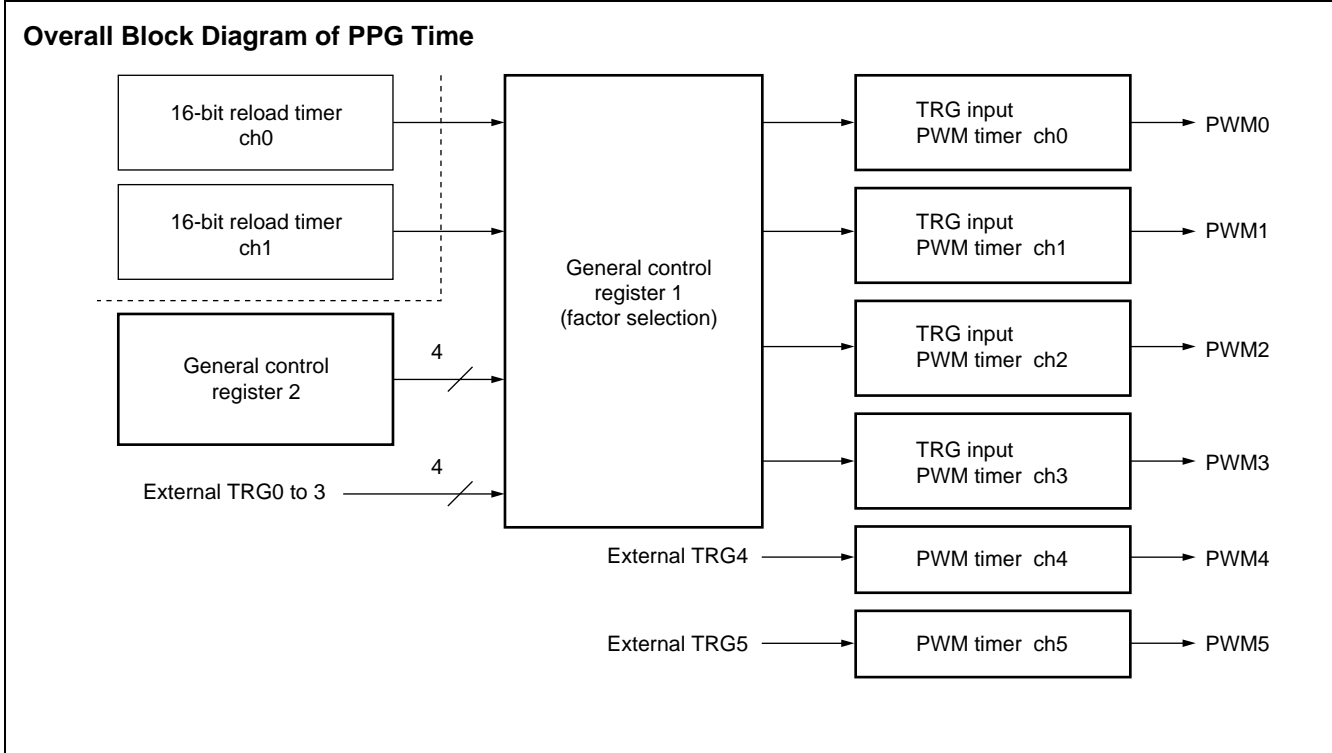 Overall Block Diagram of PPG Time
16-bit reload timer
ch0
16-bit reload timer
ch1
General control
register 2
4
External TRG0 to 3
4
General control
register 1
(factor selection)
TRG input
PWM timer ch0
PWM0
TRG input
PWM timer ch1
PWM1
TRG input
PWM timer ch2
PWM2
TRG input
PWM timer ch3
PWM3
External TRG4
PWM timer ch4
PWM4
External TRG5
PWM timer ch5
PWM5